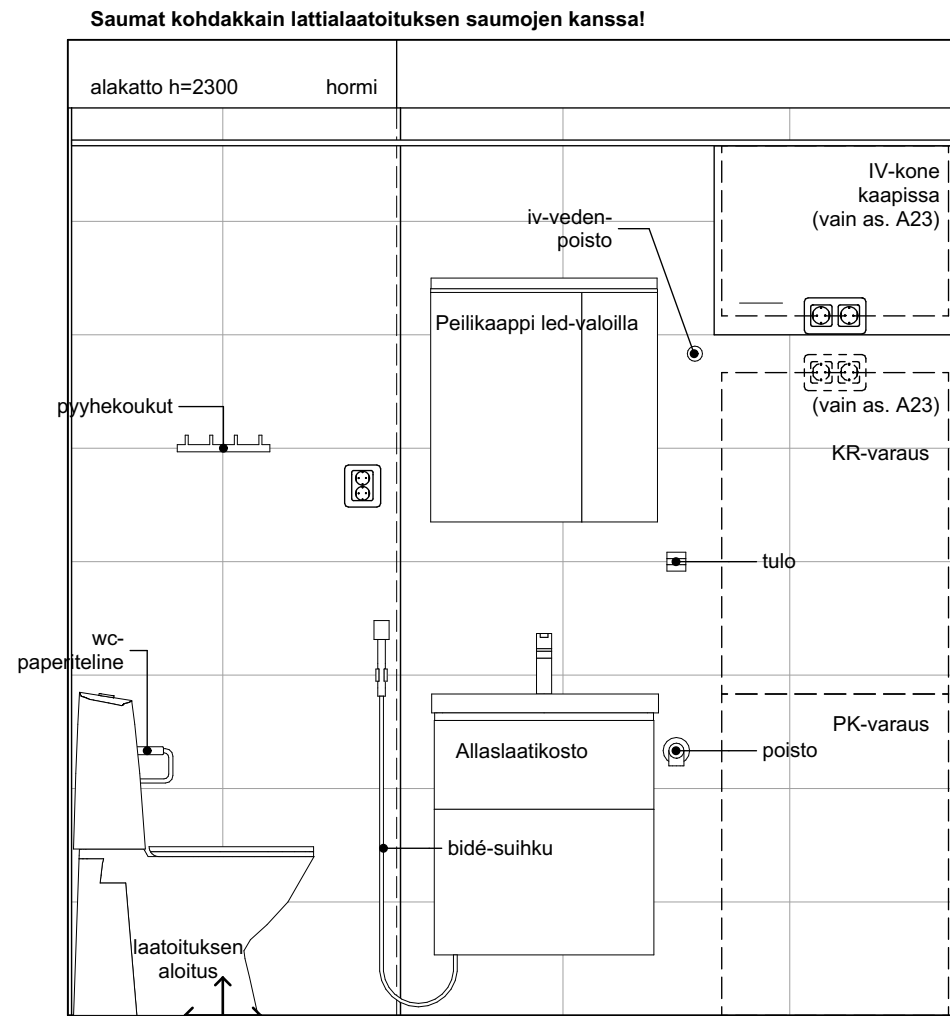 Saumat kohdakkain lattialaatoituksen saumojen kanssa!
alakatto h=2300
hormi
IV-kone
kaapissa
(vain as. A23)
iv-veden-
poisto
Peilikaappi led-valoilla
pyyhekoukut
(vain as. A23)
KR-varaus
tulo
wc-
paperiteline
PK-varaus
Allaslaatikosto
poisto
bidé-suihku
laatoituksen
aloitus